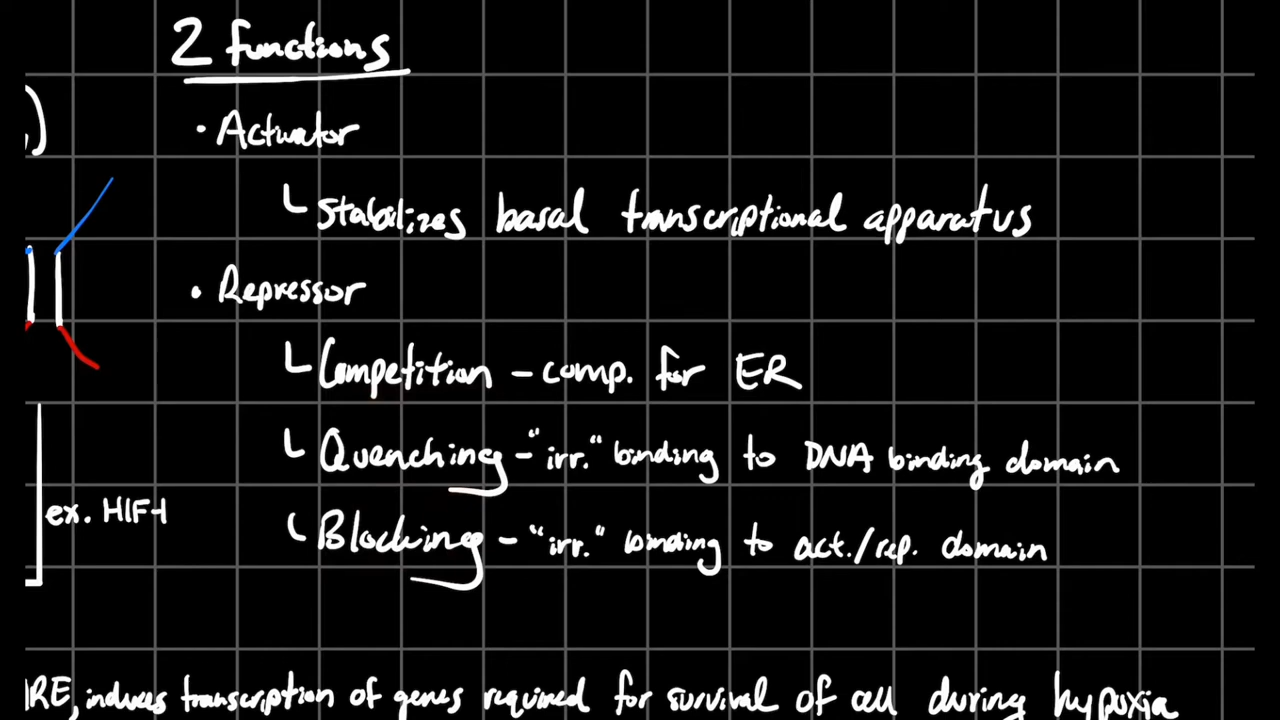 2 functions
• Activator
└ Stabilizes basal transcriptional apparatus
• Repressor
└ Competition - comp. for ER
└ Quenching - "irr." binding to DNA binding domain
ex. HIF-1
└ Blocking - "irr." binding to act./rep. domain
RE, induces transcription of genes required for survival of cell during hypoxia